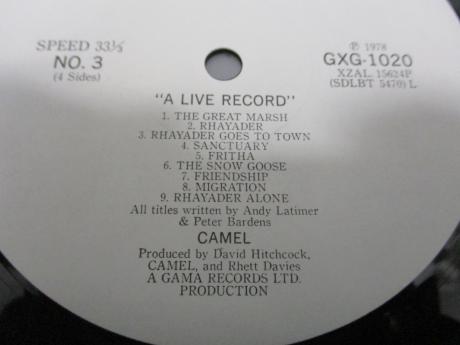 SPEED 33⅓
NO. 3
(4 Sides)
Ⓟ 1978
GXG-1020
XZAL. 15624P
(SDLBT 5470) L
"A LIVE RECORD"
1. THE GREAT MARSH
2. RHAYADER
3. RHAYADER GOES TO TOWN
4. SANCTUARY
5. FRITHA
6. THE SNOW GOOSE
7. FRIENDSHIP
8. MIGRATION
9. RHAYADER ALONE
All titles written by Andy Latimer
& Peter Bardens
CAMEL
Produced by David Hitchcock,
CAMEL, and Rhett Davies
A GAMA RECORDS LTD.
PRODUCTION